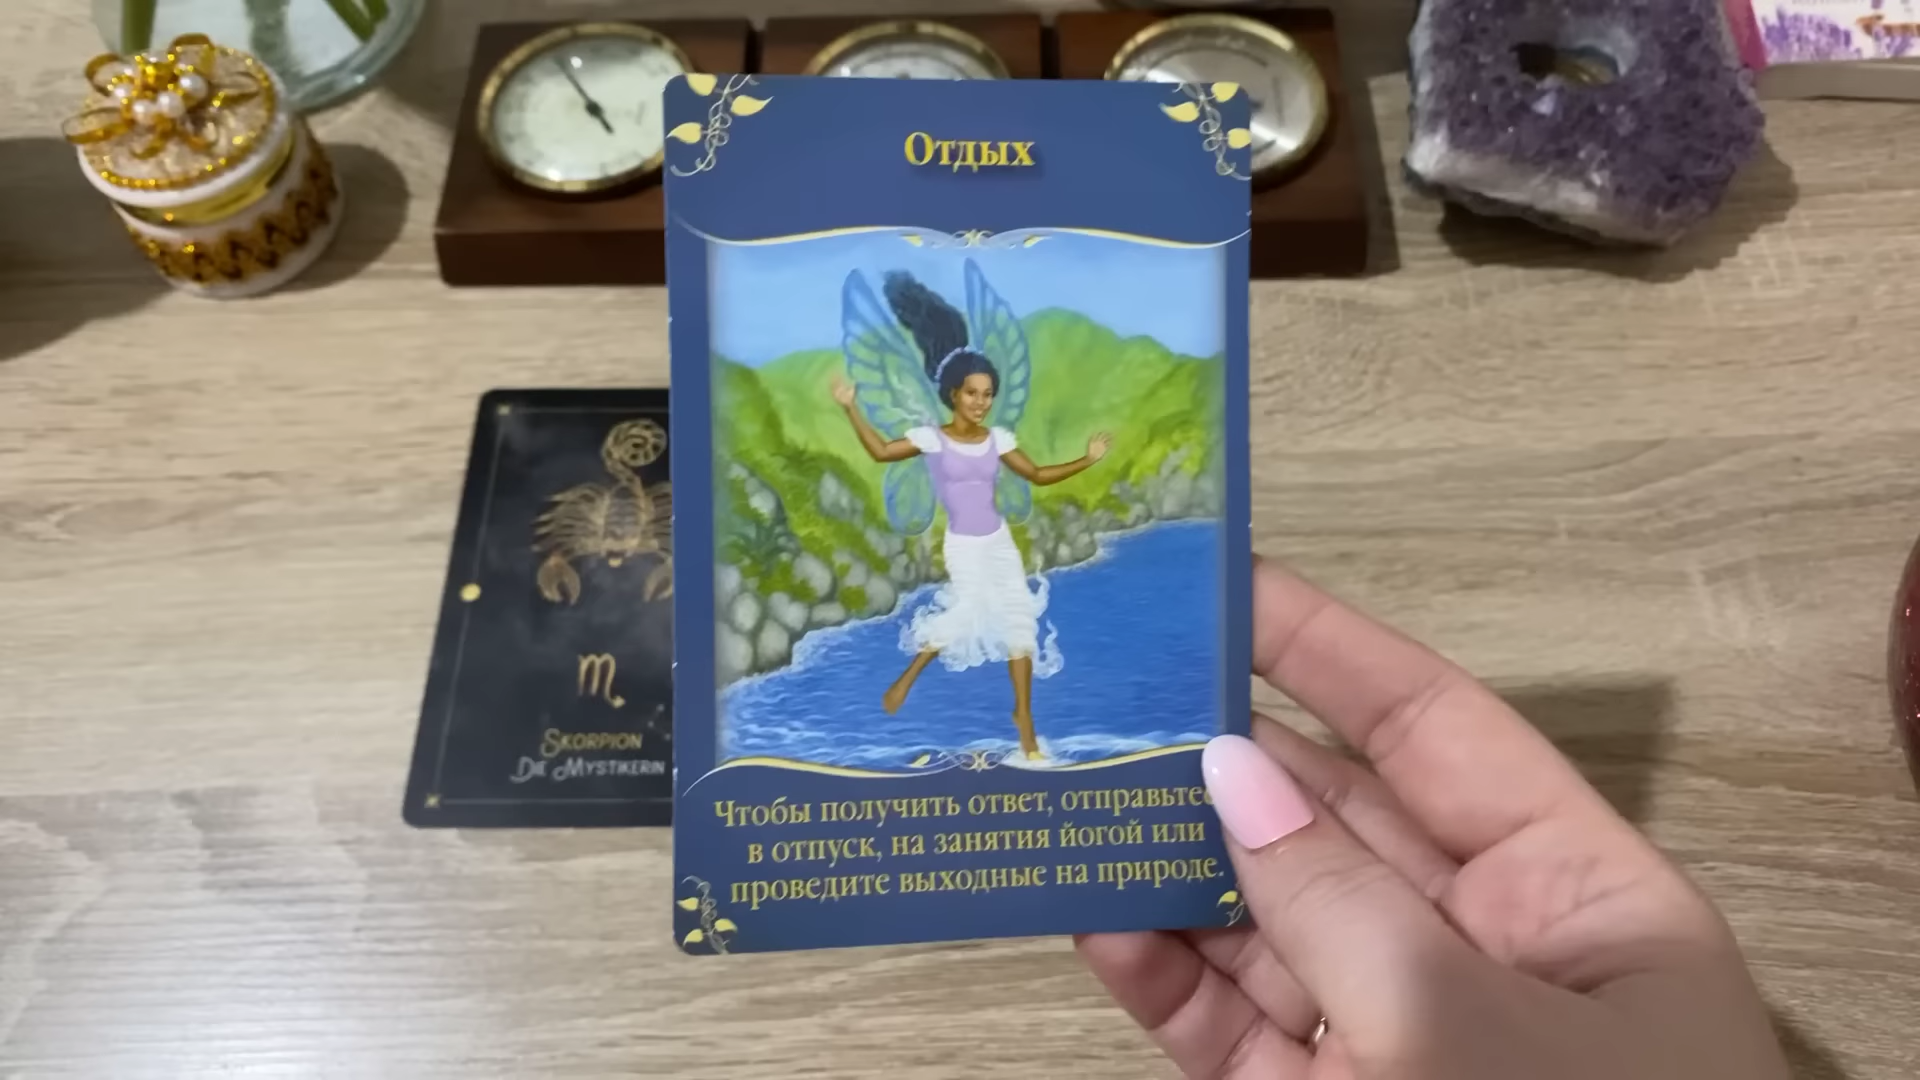 Отдых
Чтобы получить ответ, отправьтесь
в отпуск, на занятия йогой или
проведите выходные на природе.
♏
SKORPION
DIE MYSTIKERIN